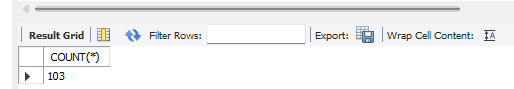 Result Grid Filter Rows: Export: Wrap Cell Content:
COUNT(*)
103